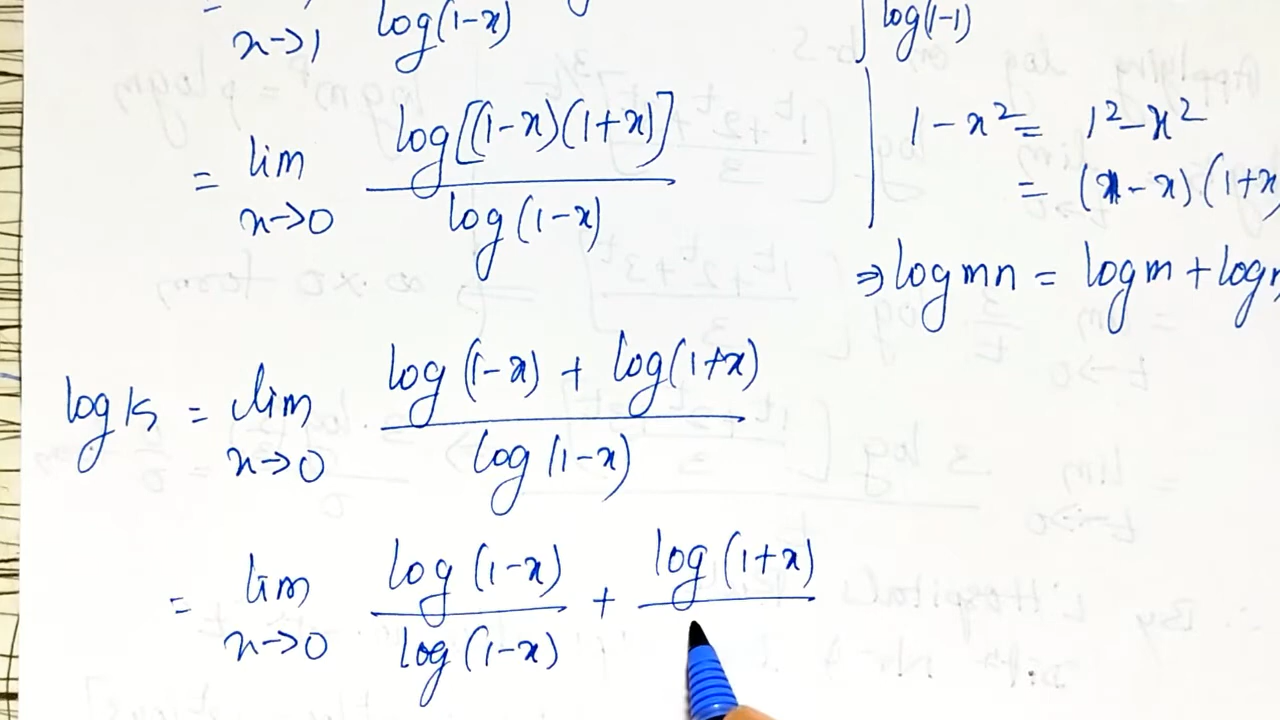 = lim x→1 log(1-x)
log(1-1)
= lim x→0 log[(1-x)(1+x)] / log(1-x)
1-x² = 1²-x²
= (1-x)(1+x)
⇒ log mn = log m + log n
log k = lim x→0 log(1-x) + log(1+x) / log(1-x)
= lim x→0 log(1-x) / log(1-x) + log(1+x)